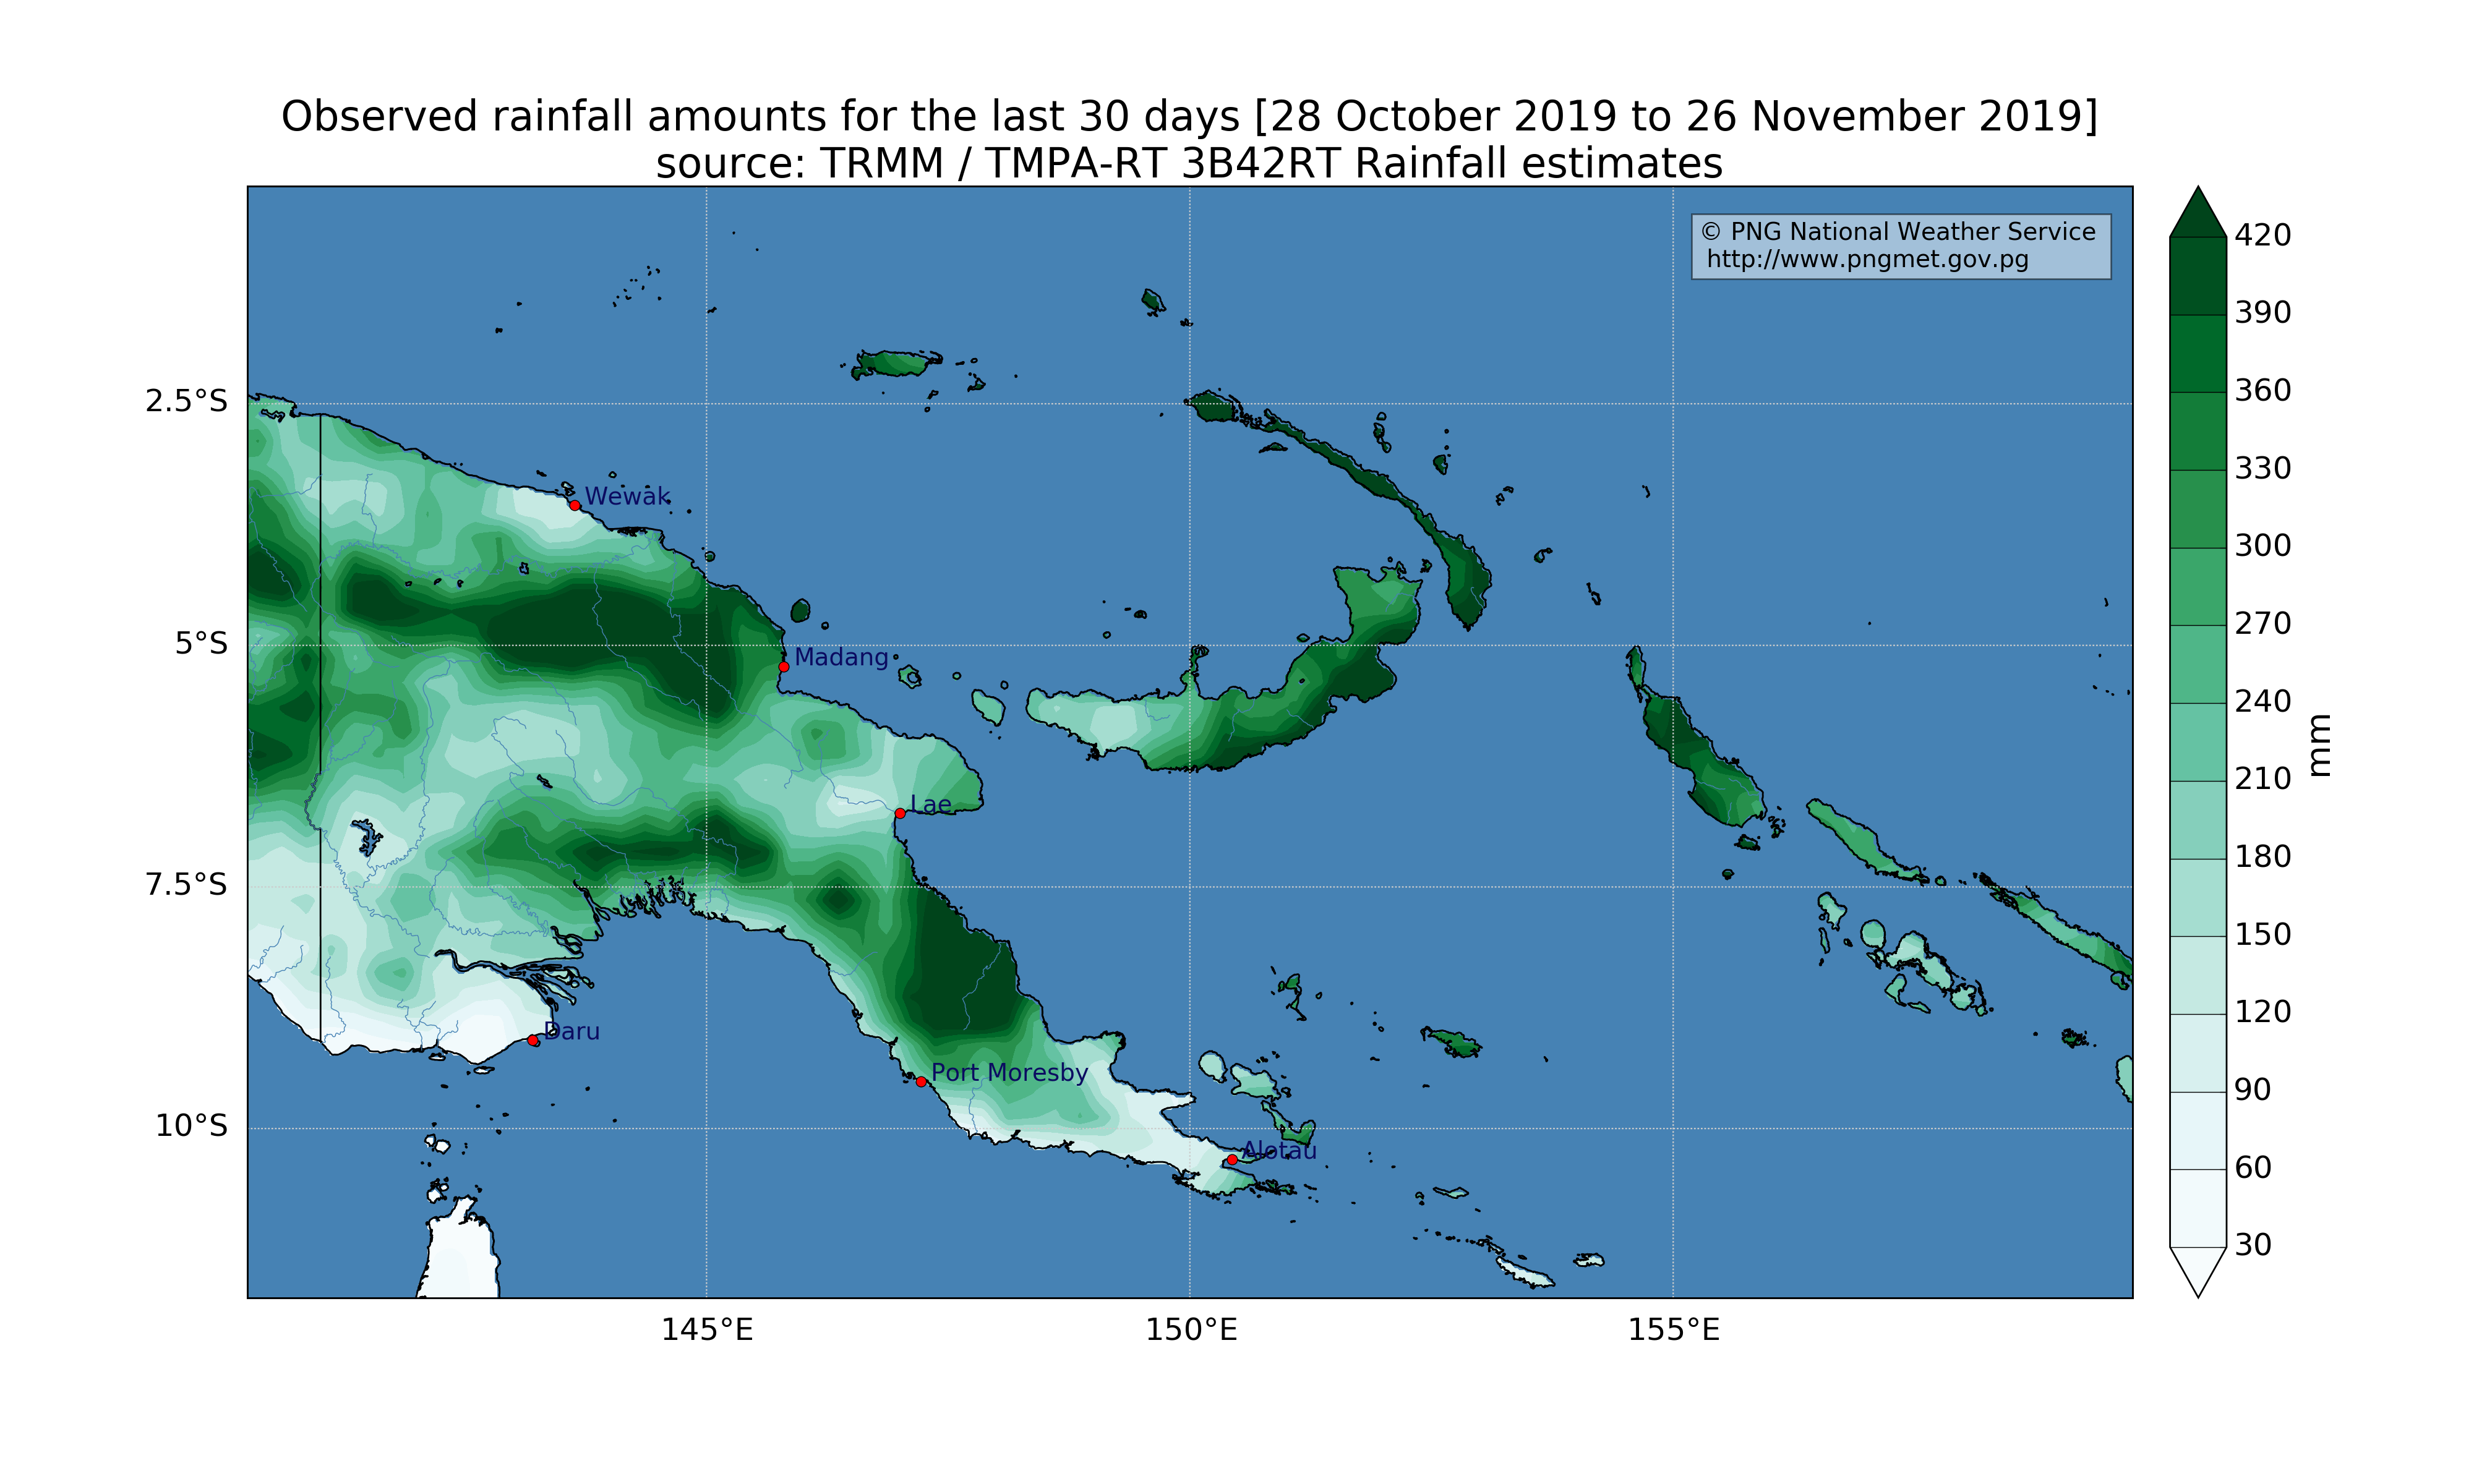 Observed rainfall amounts for the last 30 days [28 October 2019 to 26 November 2019]
source: TRMM / TMPA-RT 3B42RT Rainfall estimates
© PNG National Weather Service
http://www.pngmet.gov.pg
2.5°S
5°S
7.5°S
10°S
Wewak
Madang
Lae
Daru
Port Moresby
Alotau
145°E
150°E
155°E
420
390
360
330
300
270
240
210
180
150
120
90
60
30
mm